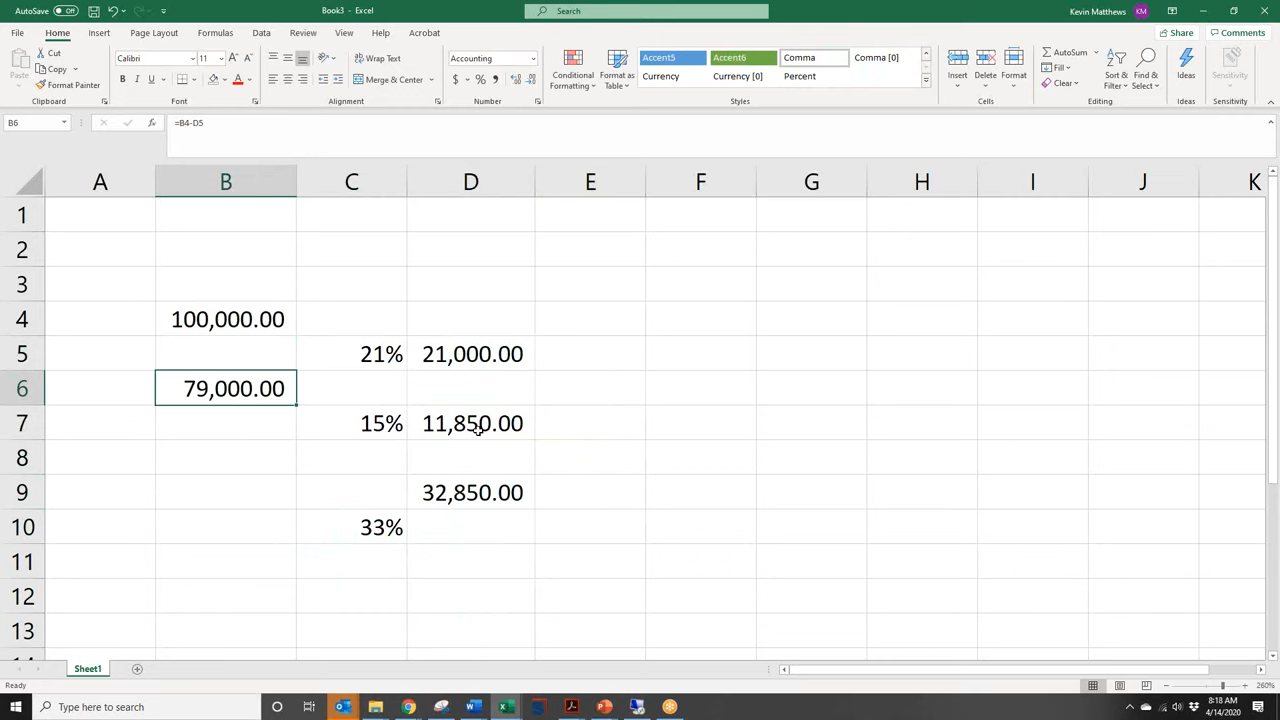 AutoSave Off
Book3 - Excel
Search
Kevin Matthews KM
File Home Insert Page Layout Formulas Data Review View Help Acrobat
Share Comments
Paste
Cut
Copy
Format Painter
Clipboard
Calibri 11 A A
B I U
Font
Wrap Text
Merge & Center
Alignment
Accounting
$ % ,
Number
Conditional Formatting
Format as Table
Accent5 Accent6 Comma Comma [0]
Currency Currency [0] Percent
Styles
Insert Delete Format
Cells
AutoSum
Fill
Clear
Sort & Filter
Find & Select
Editing
Ideas
Ideas
Sensitivity
Sensitivity
B6 fx =B4-D5
A B C D E F G H I J K
1
2
3
4 100,000.00
5 21% 21,000.00
6 79,000.00
7 15% 11,850.00
8
9 32,850.00
10 33%
11
12
13
Sheet1
Ready
260%
Type here to search
8:18 AM
4/14/2020